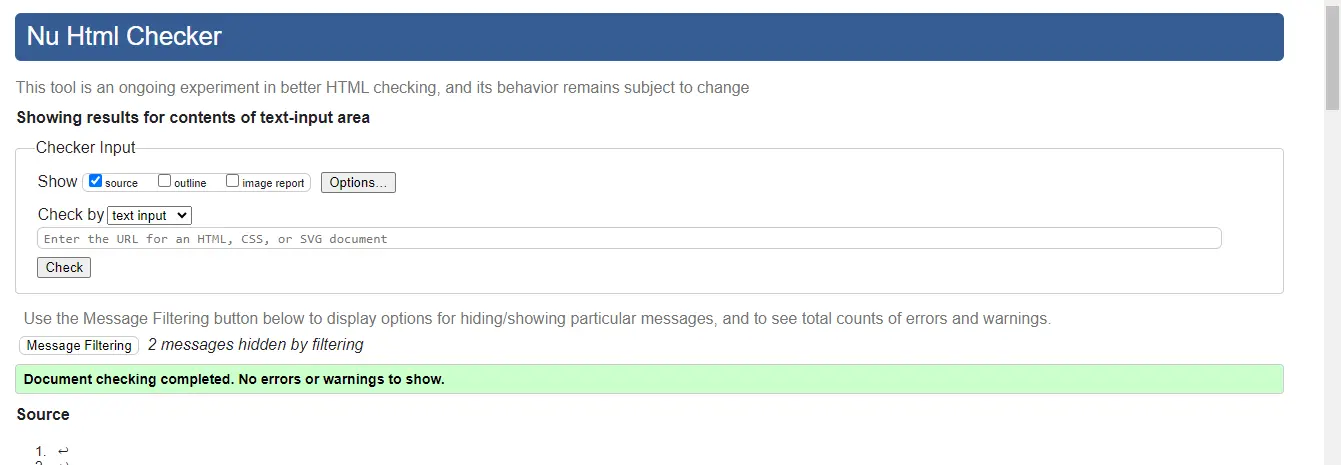 Nu Html Checker
This tool is an ongoing experiment in better HTML checking, and its behavior remains subject to change
Showing results for contents of text-input area
Checker Input
Show source outline image report Options...
Check by text input
Enter the URL for an HTML, CSS, or SVG document
Check
Use the Message Filtering button below to display options for hiding/showing particular messages, and to see total counts of errors and warnings.
Message Filtering 2 messages hidden by filtering
Document checking completed. No errors or warnings to show.
Source
1. ↩